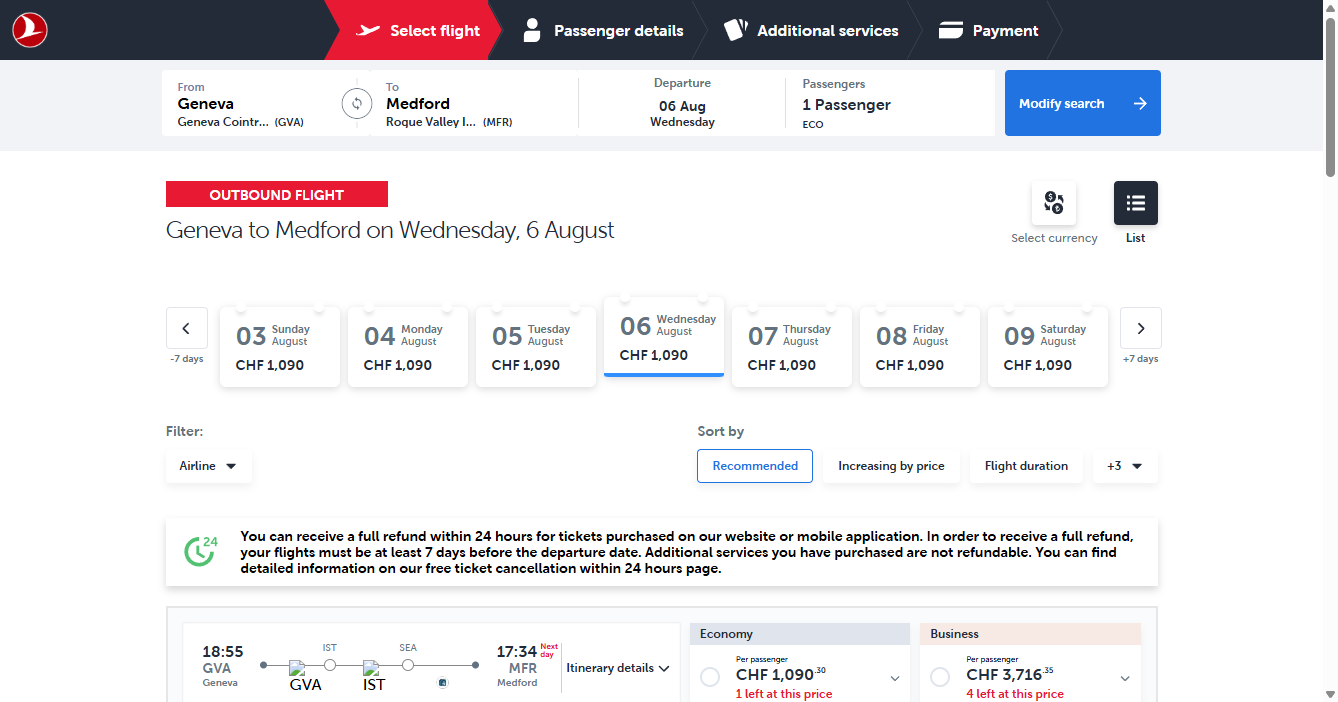 Select flight
Passenger details
Additional services
Payment
From
Geneva
Geneva Cointr... (GVA)
To
Medford
Rogue Valley I... (MFR)
Departure
06 Aug
Wednesday
Passengers
1 Passenger
ECO
Modify search
OUTBOUND FLIGHT
Geneva to Medford on Wednesday, 6 August
Select currency
List
-7 days
03 Sunday August
CHF 1,090
04 Monday August
CHF 1,090
05 Tuesday August
CHF 1,090
06 Wednesday August
CHF 1,090
07 Thursday August
CHF 1,090
08 Friday August
CHF 1,090
09 Saturday August
CHF 1,090
+7 days
Filter:
Airline
Sort by
Recommended
Increasing by price
Flight duration
+3
24
You can receive a full refund within 24 hours for tickets purchased on our website or mobile application. In order to receive a full refund,
your flights must be at least 7 days before the departure date. Additional services you have purchased are not refundable. You can find
detailed information on our free ticket cancellation within 24 hours page.
18:55
GVA
Geneva
IST
SEA
GVA
IST
17:34 Next day
MFR
Medford
Itinerary details
Economy
Per passenger
CHF 1,090.30
1 left at this price
Business
Per passenger
CHF 3,716.35
4 left at this price